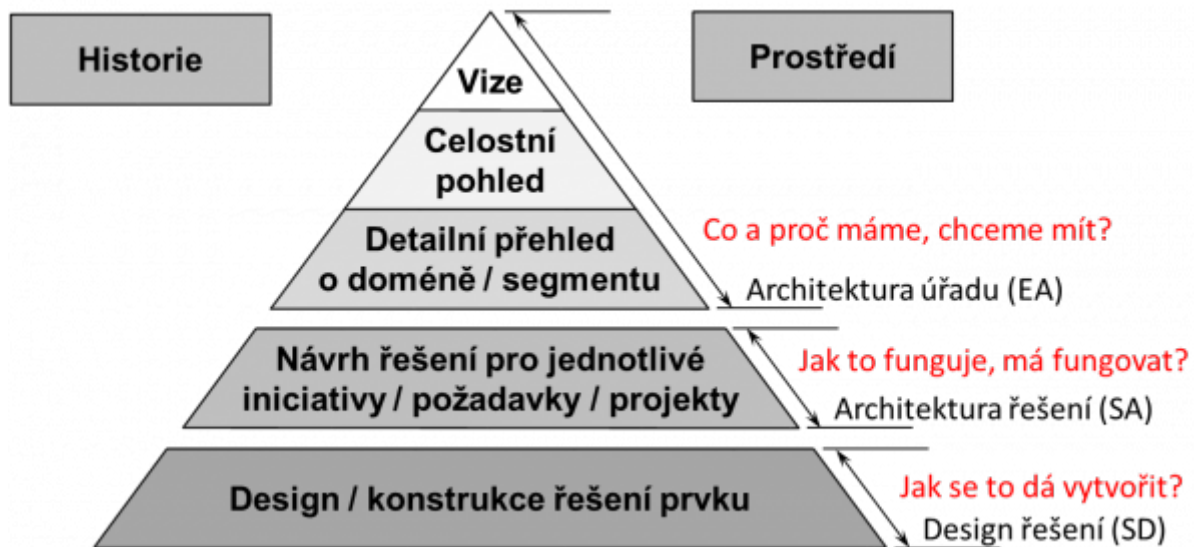 Historie
Prostředí
Vize
Celostní
pohled
Detailní přehled
o doméně / segmentu
Co a proč máme, chceme mít?
Architektura úřadu (EA)
Návrh řešení pro jednotlivé
iniciativy / požadavky / projekty
Jak to funguje, má fungovat?
Architektura řešení (SA)
Design / konstrukce řešení prvku
Jak se to dá vytvořit?
Design řešení (SD)